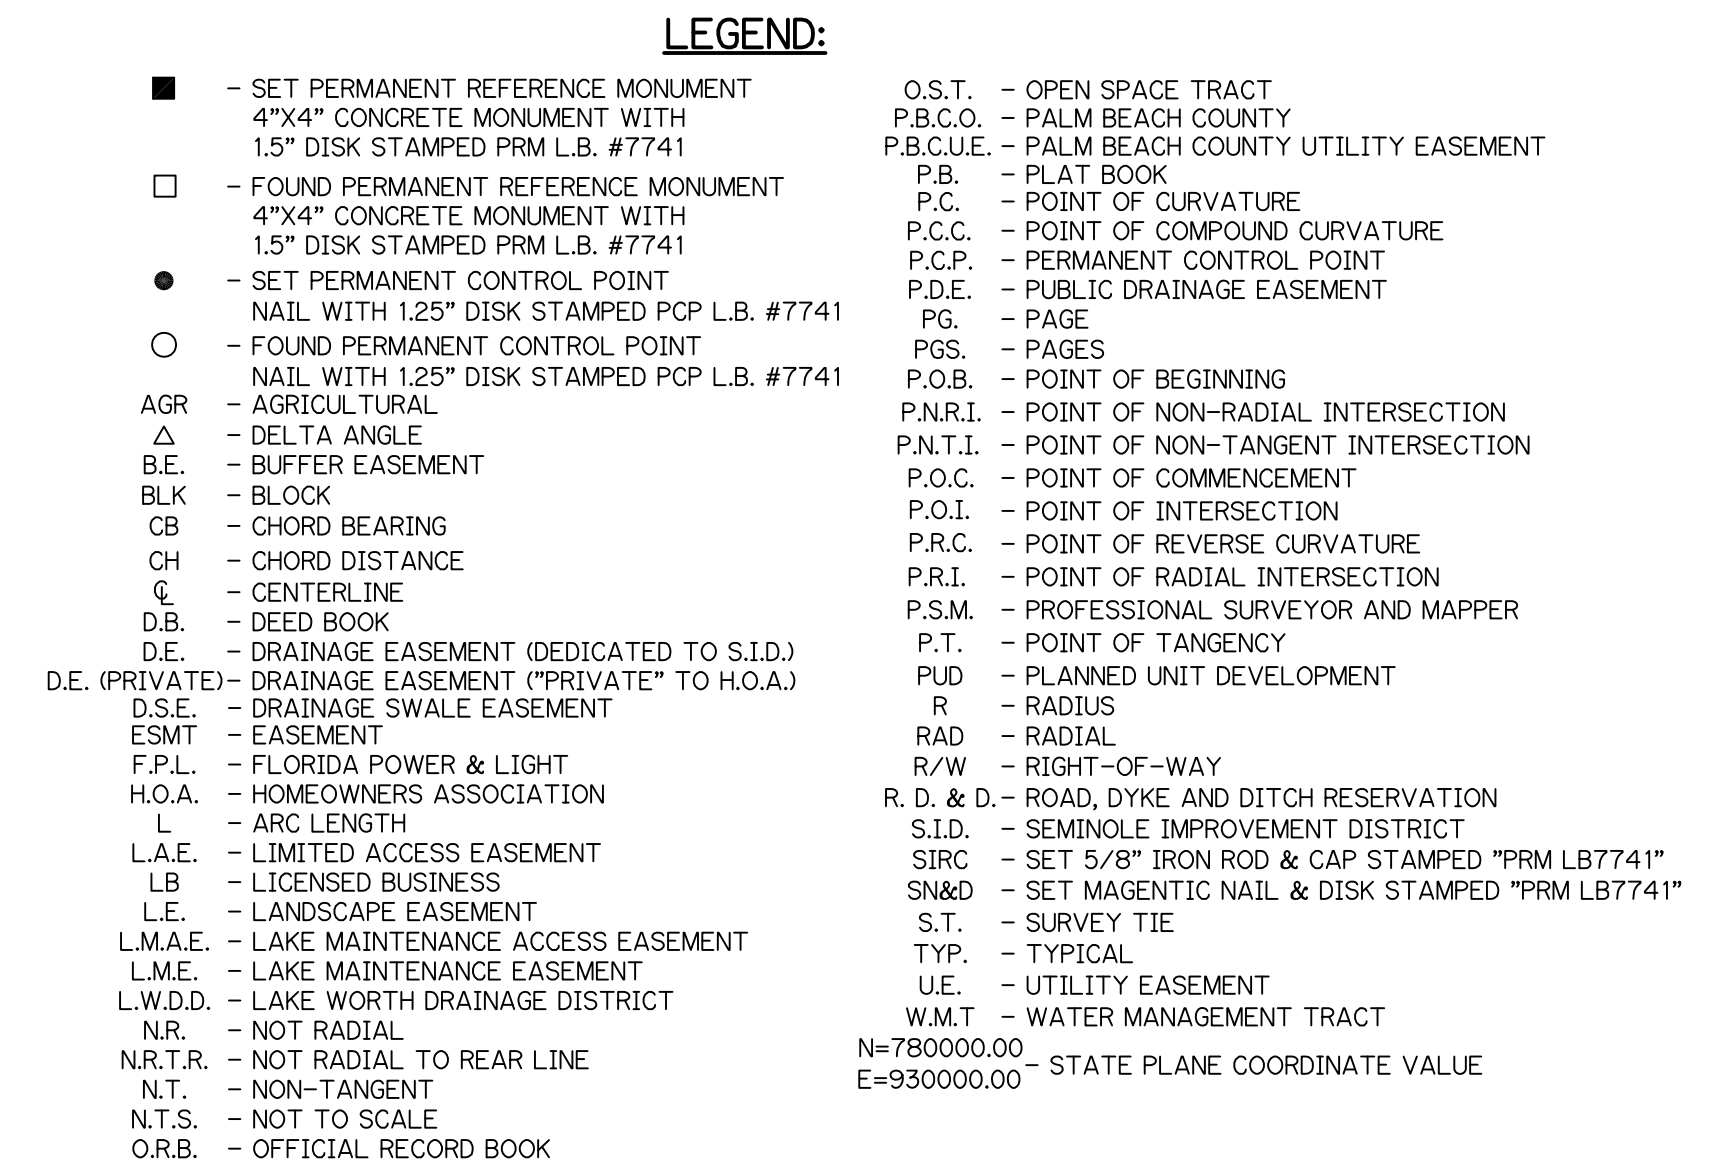 LEGEND:
– SET PERMANENT REFERENCE MONUMENT
4”X4” CONCRETE MONUMENT WITH
1.5” DISK STAMPED PRM L.B. #7741
– FOUND PERMANENT REFERENCE MONUMENT
4”X4” CONCRETE MONUMENT WITH
1.5” DISK STAMPED PRM L.B. #7741
– SET PERMANENT CONTROL POINT
NAIL WITH 1.25” DISK STAMPED PCP L.B. #7741
– FOUND PERMANENT CONTROL POINT
NAIL WITH 1.25” DISK STAMPED PCP L.B. #7741
AGR – AGRICULTURAL
△ – DELTA ANGLE
B.E. – BUFFER EASEMENT
BLK – BLOCK
CB – CHORD BEARING
CH – CHORD DISTANCE
℄ – CENTERLINE
D.B. – DEED BOOK
D.E. – DRAINAGE EASEMENT (DEDICATED TO S.I.D.)
D.E. (PRIVATE) – DRAINAGE EASEMENT ("PRIVATE" TO H.O.A.)
D.S.E. – DRAINAGE SWALE EASEMENT
ESMT – EASEMENT
F.P.L. – FLORIDA POWER & LIGHT
H.O.A. – HOMEOWNERS ASSOCIATION
L – ARC LENGTH
L.A.E. – LIMITED ACCESS EASEMENT
LB – LICENSED BUSINESS
L.E. – LANDSCAPE EASEMENT
L.M.A.E. – LAKE MAINTENANCE ACCESS EASEMENT
L.M.E. – LAKE MAINTENANCE EASEMENT
L.W.D.D. – LAKE WORTH DRAINAGE DISTRICT
N.R. – NOT RADIAL
N.R.T.R. – NOT RADIAL TO REAR LINE
N.T. – NON–TANGENT
N.T.S. – NOT TO SCALE
O.R.B. – OFFICIAL RECORD BOOK
O.S.T. – OPEN SPACE TRACT
P.B.C.O. – PALM BEACH COUNTY
P.B.C.U.E. – PALM BEACH COUNTY UTILITY EASEMENT
P.B. – PLAT BOOK
P.C. – POINT OF CURVATURE
P.C.C. – POINT OF COMPOUND CURVATURE
P.C.P. – PERMANENT CONTROL POINT
P.D.E. – PUBLIC DRAINAGE EASEMENT
PG. – PAGE
PGS. – PAGES
P.O.B. – POINT OF BEGINNING
P.N.R.I. – POINT OF NON–RADIAL INTERSECTION
P.N.T.I. – POINT OF NON–TANGENT INTERSECTION
P.O.C. – POINT OF COMMENCEMENT
P.O.I. – POINT OF INTERSECTION
P.R.C. – POINT OF REVERSE CURVATURE
P.R.I. – POINT OF RADIAL INTERSECTION
P.S.M. – PROFESSIONAL SURVEYOR AND MAPPER
P.T. – POINT OF TANGENCY
PUD – PLANNED UNIT DEVELOPMENT
R – RADIUS
RAD – RADIAL
R/W – RIGHT–OF–WAY
R. D. & D. – ROAD, DYKE AND DITCH RESERVATION
S.I.D. – SEMINOLE IMPROVEMENT DISTRICT
SIRC – SET 5/8” IRON ROD & CAP STAMPED ”PRM LB7741”
SN&D – SET MAGENTIC NAIL & DISK STAMPED ”PRM LB7741”
S.T. – SURVEY TIE
TYP. – TYPICAL
U.E. – UTILITY EASEMENT
W.M.T – WATER MANAGEMENT TRACT
N=780000.00
E=930000.00 – STATE PLANE COORDINATE VALUE